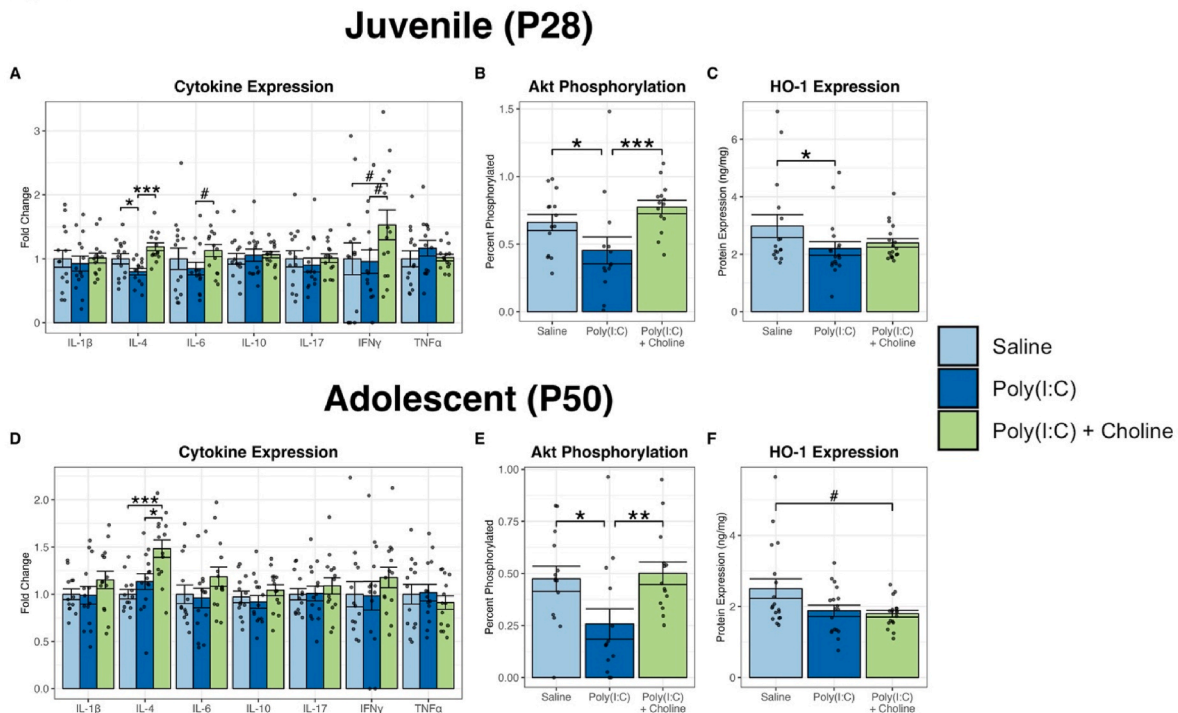 Juvenile (P28)
A
Cytokine Expression
Fold Change
3
2
1
0
* *** # # #
IL-1β IL-4 IL-6 IL-10 IL-17 IFNγ TNFα
B
Akt Phosphorylation
Percent Phosphorylated
1.5
1.0
0.5
0.0
* ***
Saline Poly(I:C) Poly(I:C)
+ Choline
C
HO-1 Expression
Protein Expression (ng/mg)
6
4
2
0
*
Saline Poly(I:C) Poly(I:C)
+ Choline
Saline
Poly(I:C)
Poly(I:C) + Choline
Adolescent (P50)
D
Cytokine Expression
Fold Change
2.0
1.5
1.0
0.5
0.0
***
*
IL-1β IL-4 IL-6 IL-10 IL-17 IFNγ TNFα
E
Akt Phosphorylation
Percent Phosphorylated
1.00
0.75
0.50
0.25
0.00
* **
Saline Poly(I:C) Poly(I:C)
+ Choline
F
HO-1 Expression
Protein Expression (ng/mg)
4
2
0
#
Saline Poly(I:C) Poly(I:C)
+ Choline